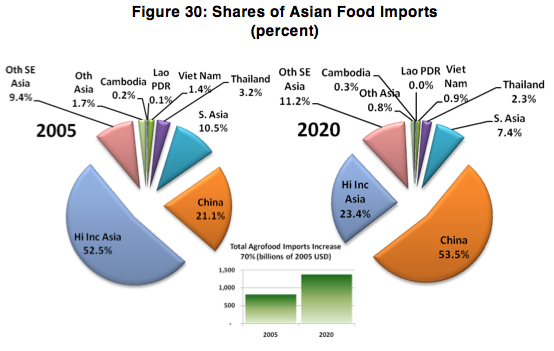 Figure 30: Shares of Asian Food Imports
(percent)
2005
Oth SE
Asia
9.4%
Oth
Asia
1.7%
Cambodia
0.2%
Lao
PDR
0.1%
Viet Nam
1.4%
Thailand
3.2%
S. Asia
10.5%
China
21.1%
Hi Inc Asia
52.5%
2020
Oth SE
Asia
11.2%
Cambodia
0.3%
Oth Asia
0.8%
Lao PDR
0.0%
Viet
Nam
0.9%
Thailand
2.3%
S. Asia
7.4%
Hi Inc
Asia
23.4%
China
53.5%
Total Agrofood Imports Increase
70% (billions of 2005 USD)
1,500
1,000
500
-
2005
2020